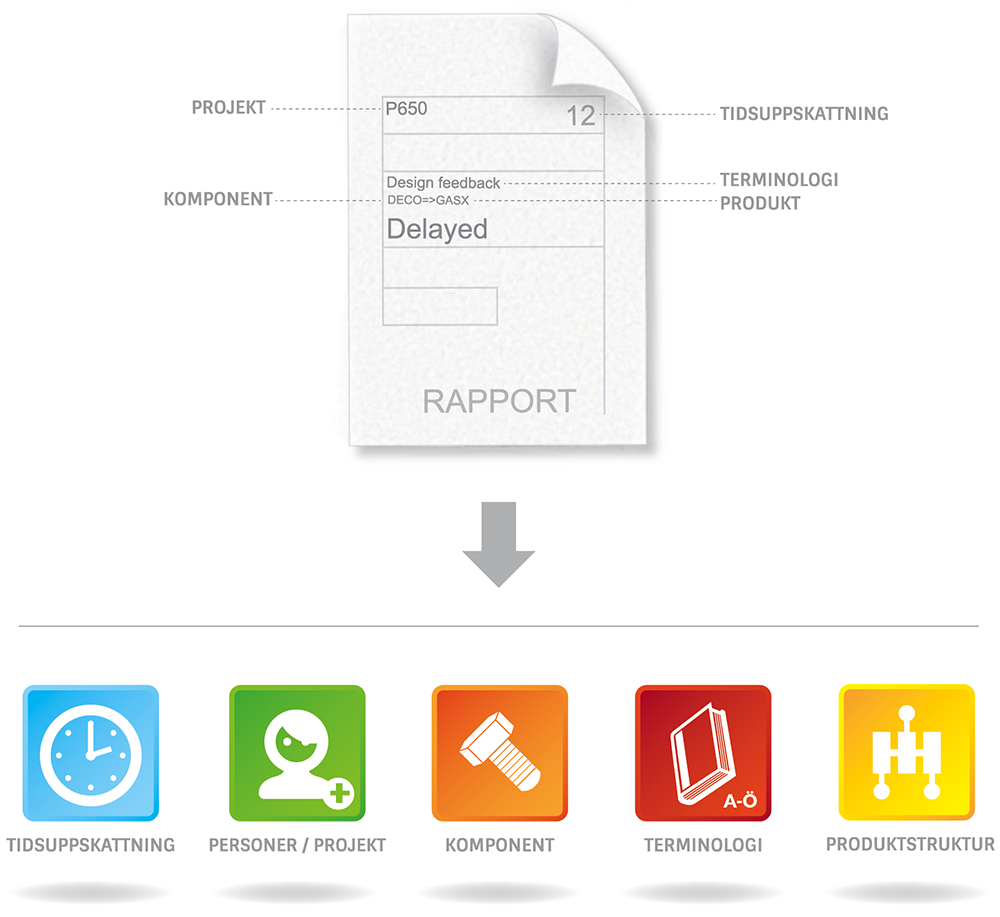 PROJEKT
P650
12
TIDSUPPSKATTNING
Design feedback
TERMINOLOGI
KOMPONENT
DECO=>GASX
PRODUKT
Delayed
RAPPORT
A-Ö
TIDSUPPSKATTNING
PERSONER / PROJEKT
KOMPONENT
TERMINOLOGI
PRODUKTSTRUKTUR